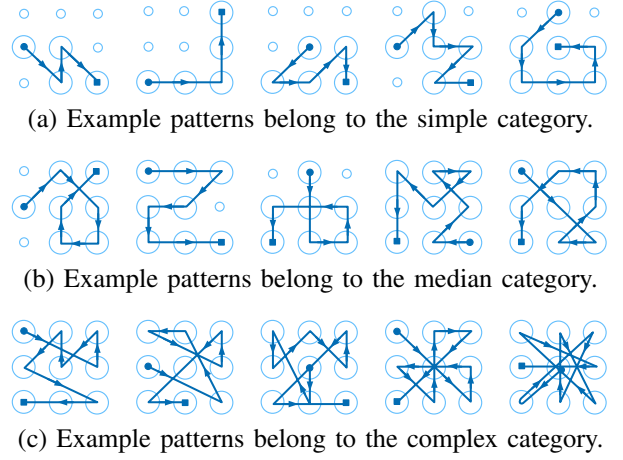 (a) Example patterns belong to the simple category.
(b) Example patterns belong to the median category.
(c) Example patterns belong to the complex category.